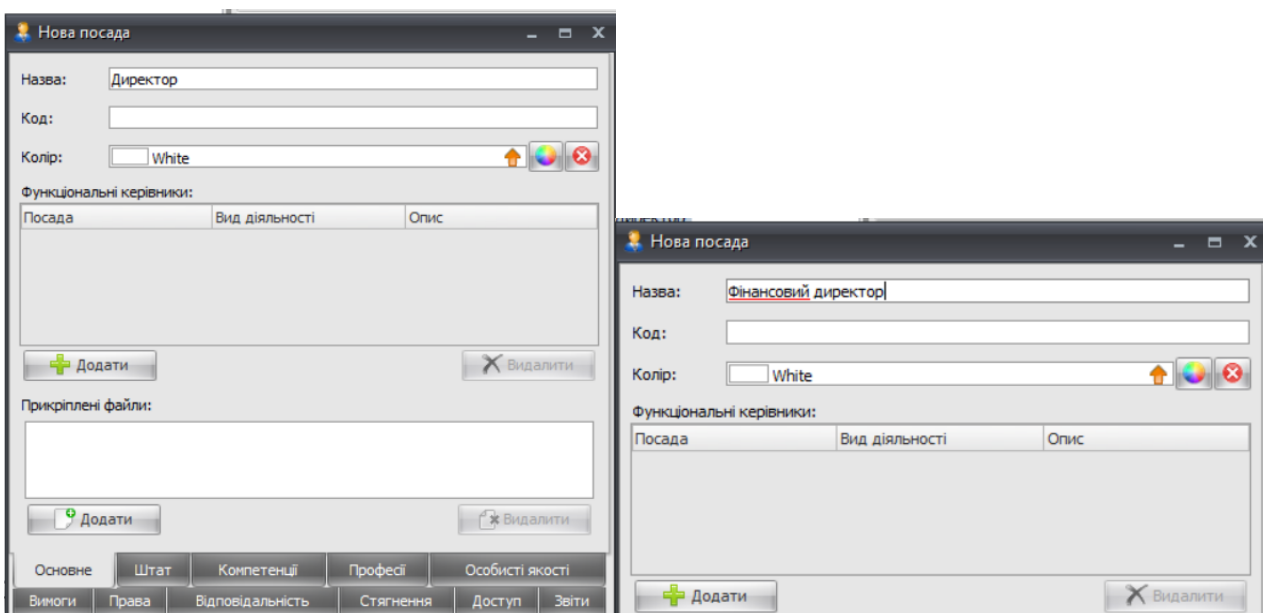 Нова посада
Назва: Директор
Код:
Колір: White
Функціональні керівники:
Посада Вид діяльності Опис
Додати Видалити
Прикріплені файли:
Додати Видалити
Основне Штат Компетенції Професії Особисті якості
Вимоги Права Відповідальність Стягнення Доступ Звіти
Нова посада
Назва: Фінансовий директор
Код:
Колір: White
Функціональні керівники:
Посада Вид діяльності Опис
Додати Видалити